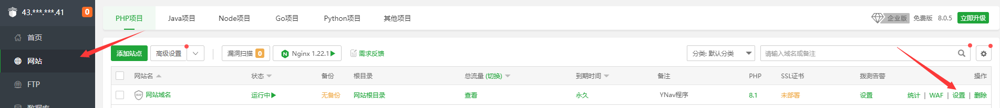 43.***.***.41 0
首页
网站
FTP
数据库
PHP项目 Java项目 Node项目 Go项目 Python项目 其他项目
企业版 免费版 8.0.5 立即升级
添加站点 高级设置 漏洞扫描 0 Nginx 1.22.1 需求反馈 分类: 默认分类 请输入域名或备注
网站名 状态 备份 根目录 总流量 (切换) 到期时间 备注 PHP SSL证书 拨测告警 操作
WAF 网站域名 运行中 无备份 网站根目录 查看 永久 YNav程序 8.1 未部署 设置 统计 | WAF | 设置 | 删除